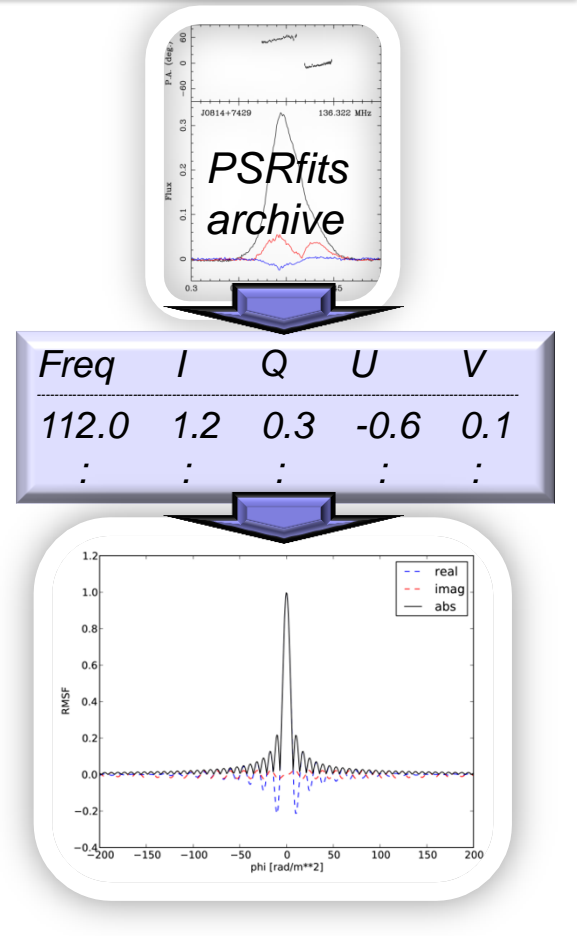 P.A. (deg.)
60
0
−60
J0814+7429 136.322 MHz
Flux
0.3
0.2
0.1
0
0.3
PSRfits
archive
Freq I Q U V
112.0 1.2 0.3 -0.6 0.1
: : : : :
1.2
1.0
0.8
0.6
0.4
0.2
0.0
−0.2
−0.4
RMSF
real
imag
abs
−200 −150 −100 −50 0 50 100 150 200
phi [rad/m**2]